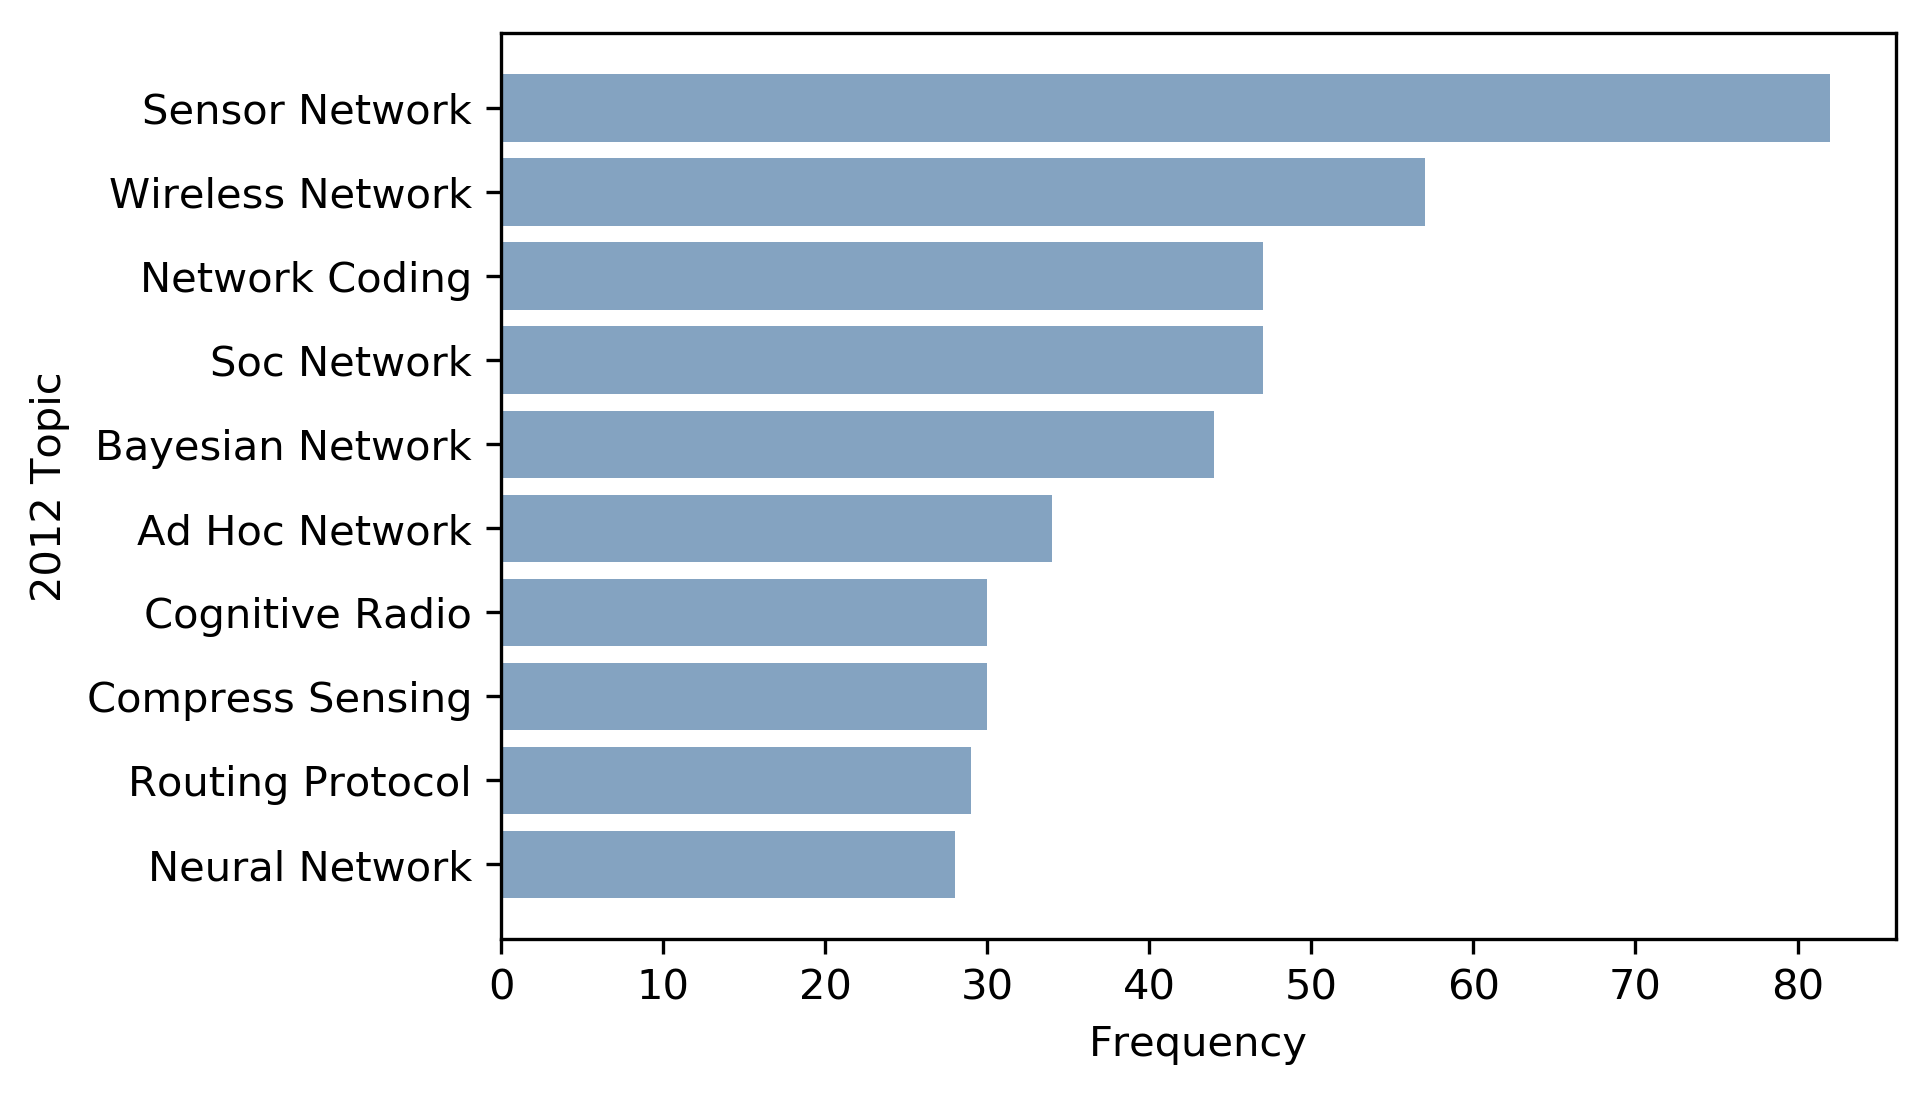 2012 Topic
Sensor Network
Wireless Network
Network Coding
Soc Network
Bayesian Network
Ad Hoc Network
Cognitive Radio
Compress Sensing
Routing Protocol
Neural Network
0 10 20 30 40 50 60 70 80
Frequency